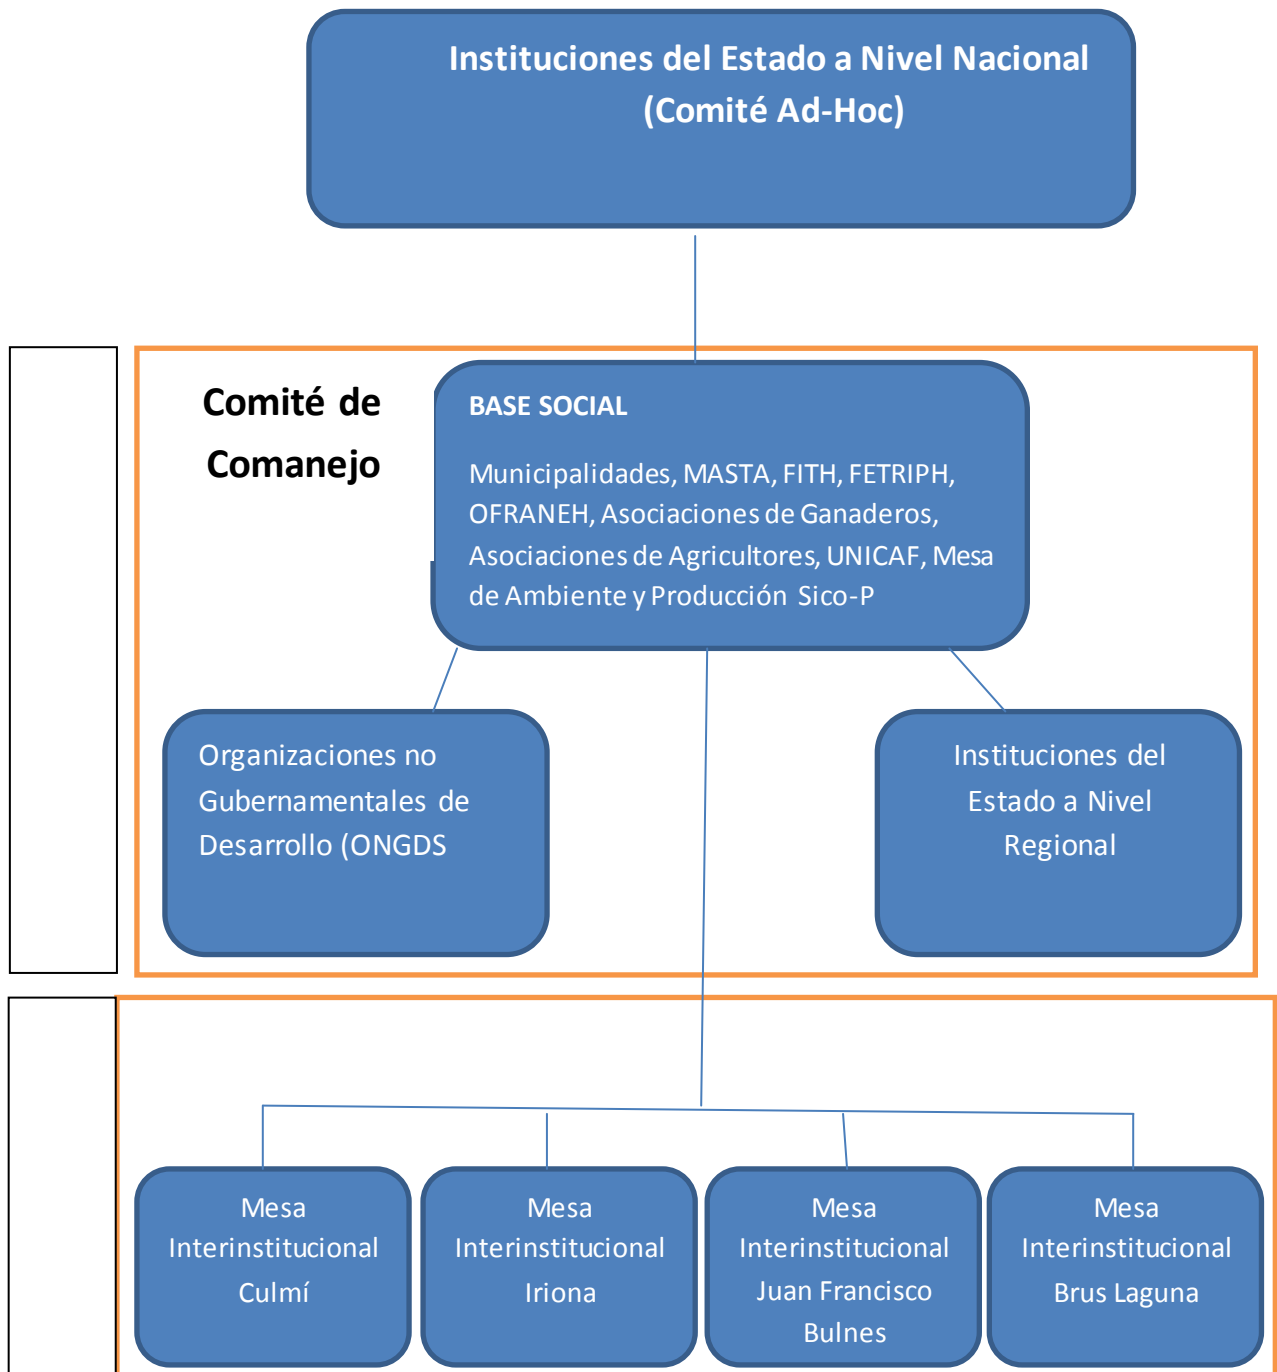 Instituciones del Estado a Nivel Nacional
(Comité Ad-Hoc)
Comité de
Comanejo
BASE SOCIAL
Municipalidades, MASTA, FITH, FETRIPH,
OFRANEH, Asociaciones de Ganaderos,
Asociaciones de Agricultores, UNICAF, Mesa
de Ambiente y Producción Sico-P
Organizaciones no
Gubernamentales de
Desarrollo (ONGDS
Instituciones del
Estado a Nivel
Regional
Mesa
Interinstitucional
Culmí
Mesa
Interinstitucional
Iriona
Mesa
Interinstitucional
Juan Francisco
Bulnes
Mesa
Interinstitucional
Brus Laguna